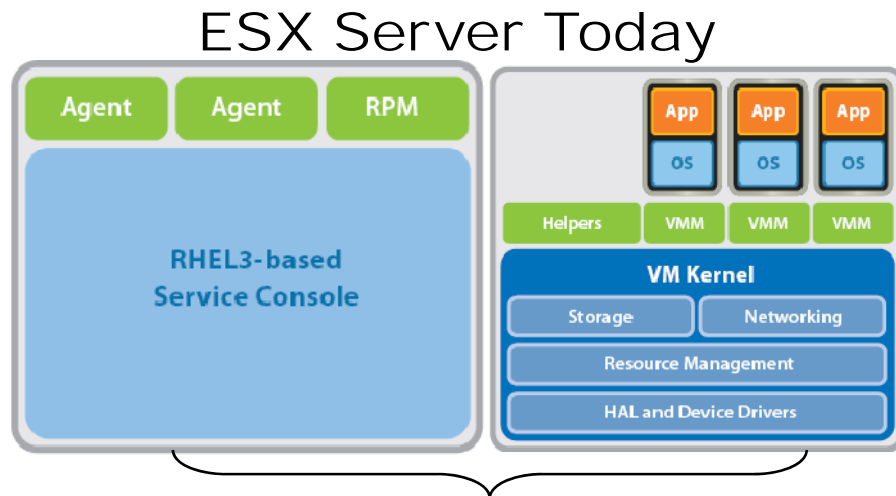 ESX Server Today
Agent Agent RPM
RHEL3-based
Service Console
App App App
OS OS OS
Helpers VMM VMM VMM
VM Kernel
Storage Networking
Resource Management
HAL and Device Drivers